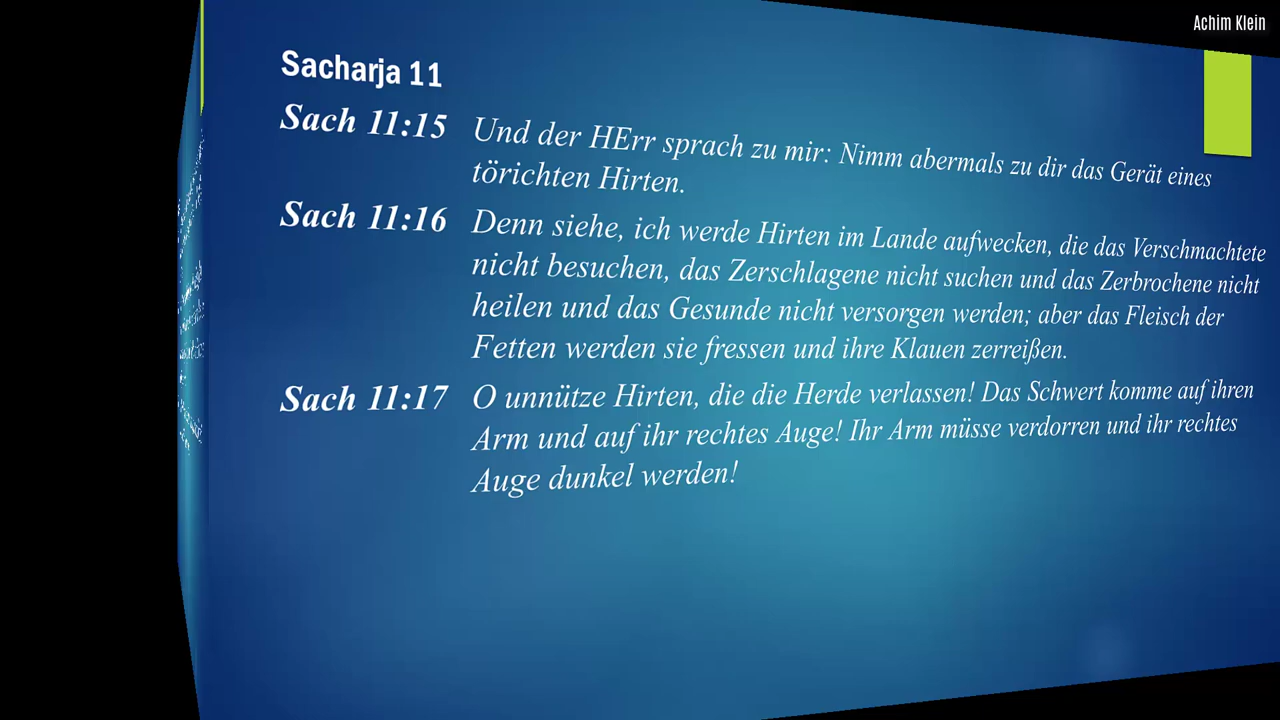 Achim Klein
Sacharja 11
Sach 11:15 Und der HErr sprach zu mir: Nimm abermals zu dir das Gerät eines
törichten Hirten.
Sach 11:16 Denn siehe, ich werde Hirten im Lande aufwecken, die das Verschmachtete
nicht besuchen, das Zerschlagene nicht suchen und das Zerbrochene nicht
heilen und das Gesunde nicht versorgen werden; aber das Fleisch der
Fetten werden sie fressen und ihre Klauen zerreißen.
Sach 11:17 O unnütze Hirten, die die Herde verlassen! Das Schwert komme auf ihren
Arm und auf ihr rechtes Auge! Ihr Arm müsse verdorren und ihr rechtes
Auge dunkel werden!